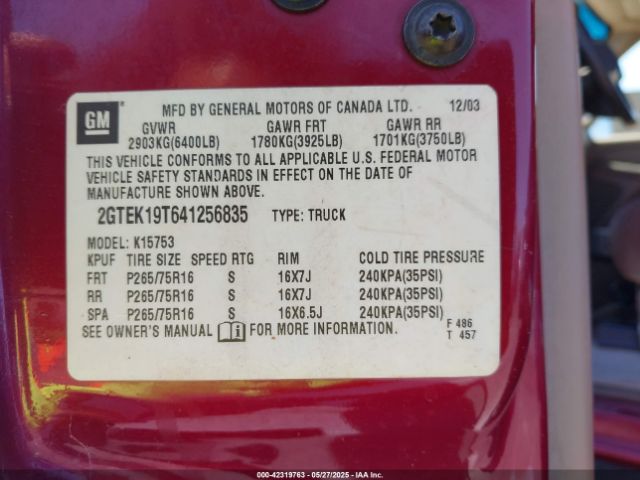 GM
MFD BY GENERAL MOTORS OF CANADA LTD. 12/03
GVWR GAWR FRT GAWR RR
2903KG(6400LB) 1780KG(3925LB) 1701KG(3750LB)
THIS VEHICLE CONFORMS TO ALL APPLICABLE U.S. FEDERAL MOTOR
VEHICLE SAFETY STANDARDS IN EFFECT ON THE DATE OF
MANUFACTURE SHOWN ABOVE.
2GTEK19T641256835 TYPE: TRUCK
MODEL: K15753
KPUF TIRE SIZE SPEED RTG RIM COLD TIRE PRESSURE
FRT P265/75R16 S 16X7J 240KPA(35PSI)
RR P265/75R16 S 16X7J 240KPA(35PSI)
SPA P265/75R16 S 16X6.5J 240KPA(35PSI)
SEE OWNER'S MANUAL i FOR MORE INFORMATION.
F 486
T 457
000-42319763 - 05/27/2025 - IAA Inc.